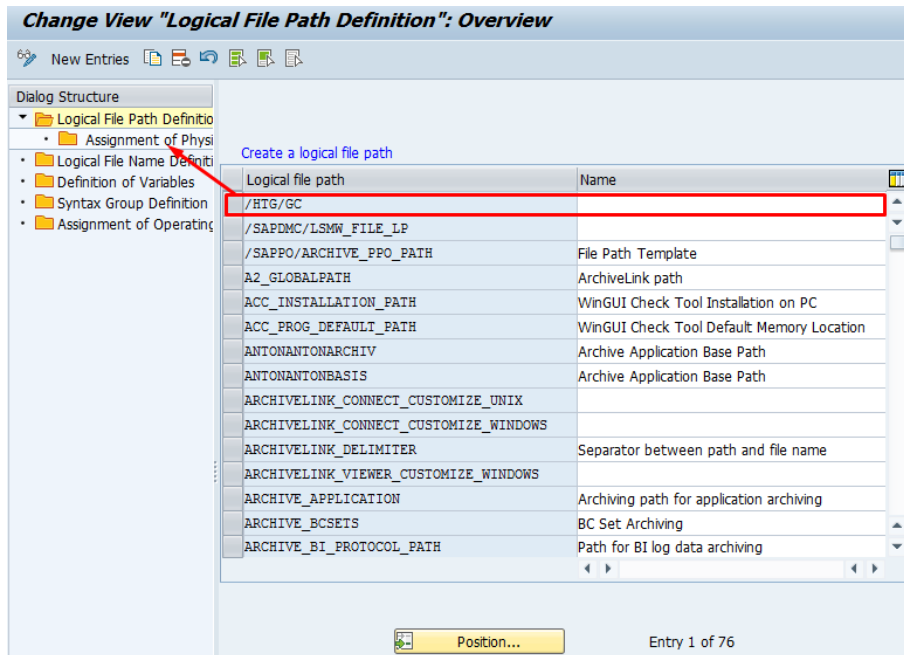 Change View "Logical File Path Definition": Overview
New Entries
Dialog Structure
Logical File Path Definitio
Assignment of Physi
Logical File Name Definiti
Definition of Variables
Syntax Group Definition
Assignment of Operating
Create a logical file path
Logical file path Name
/HTG/GC
/SAPDMC/LSMW_FILE_LP
/SAPPO/ARCHIVE_PPO_PATH File Path Template
A2_GLOBALPATH ArchiveLink path
ACC_INSTALLATION_PATH WinGUI Check Tool Installation on PC
ACC_PROG_DEFAULT_PATH WinGUI Check Tool Default Memory Location
ANTONANTONARCHIV Archive Application Base Path
ANTONANTONBASIS Archive Application Base Path
ARCHIVELINK_CONNECT_CUSTOMIZE_UNIX
ARCHIVELINK_CONNECT_CUSTOMIZE_WINDOWS
ARCHIVELINK_DELIMITER Separator between path and file name
ARCHIVELINK_VIEWER_CUSTOMIZE_WINDOWS
ARCHIVE_APPLICATION Archiving path for application archiving
ARCHIVE_BCSETS BC Set Archiving
ARCHIVE_BI_PROTOCOL_PATH Path for BI log data archiving
Position... Entry 1 of 76